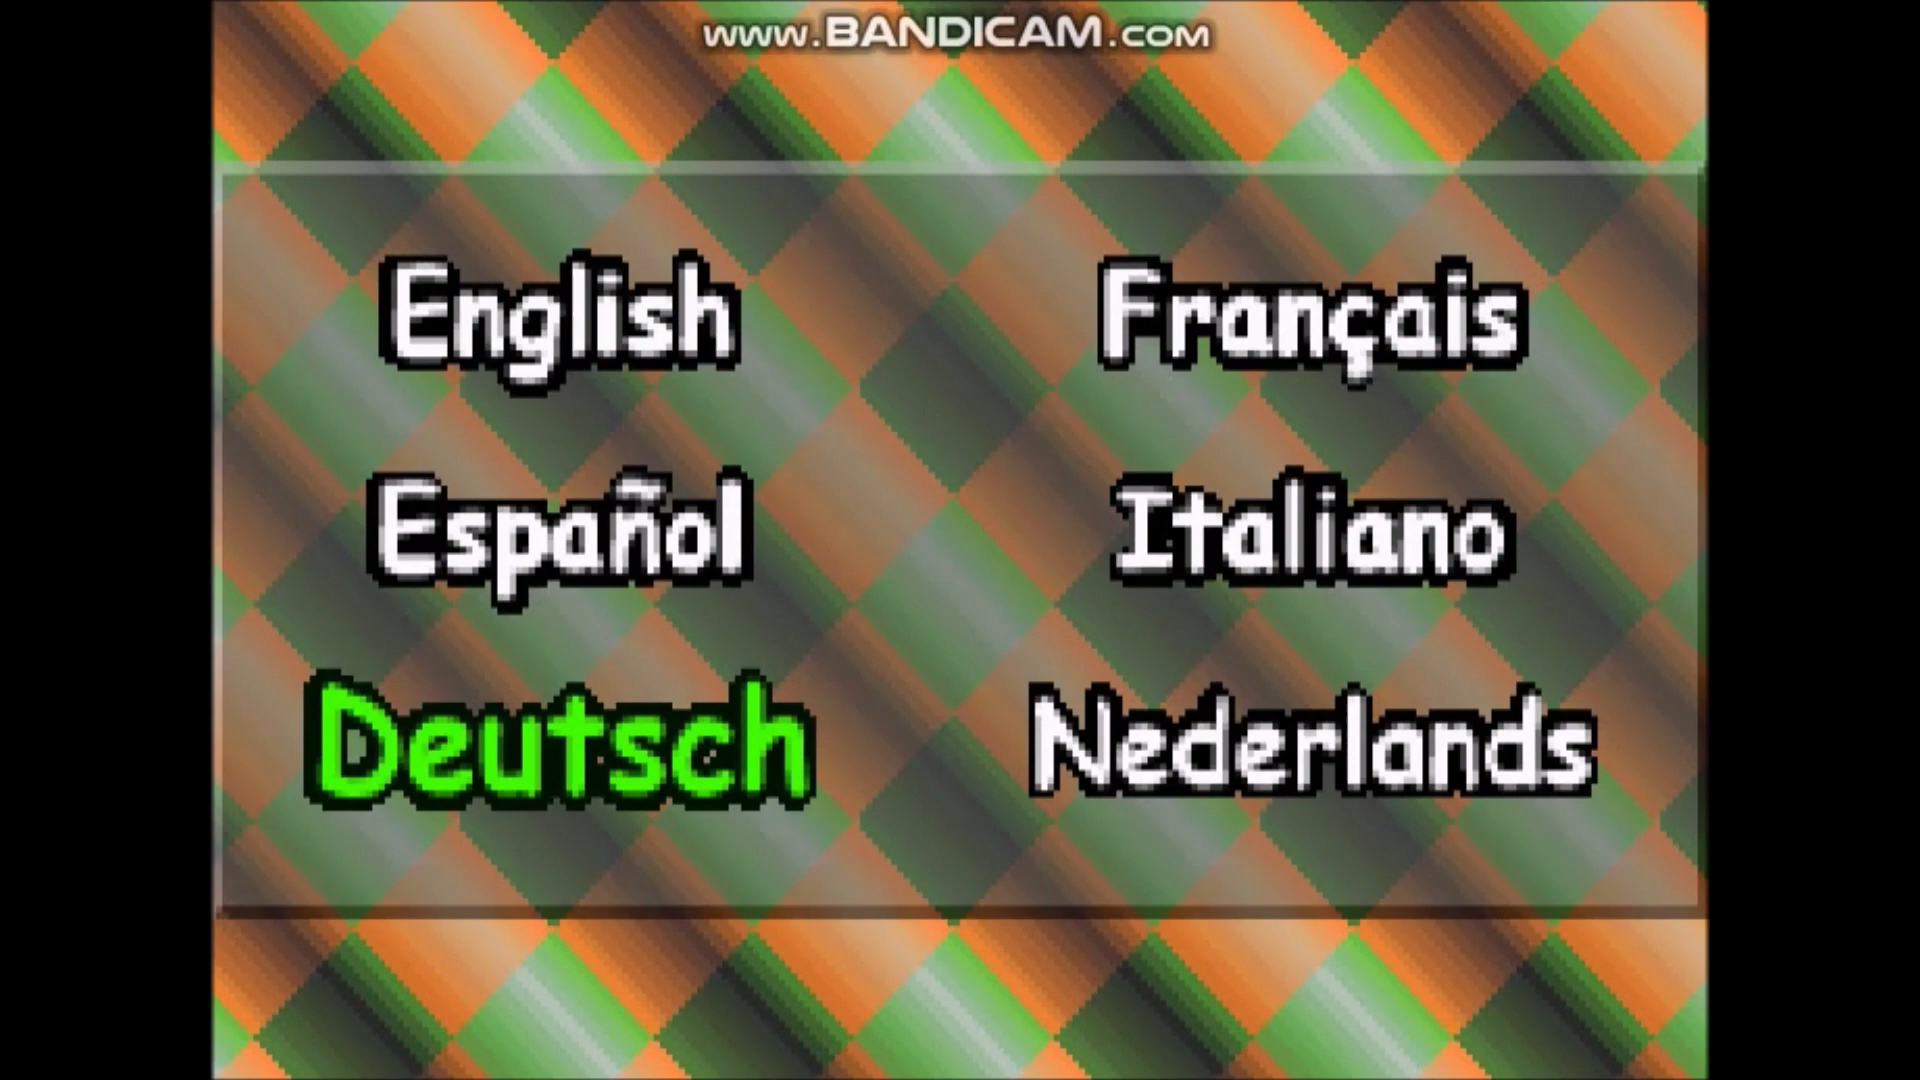 www.BANDICAM.com
English
Français
Español
Italiano
Deutsch
Nederlands